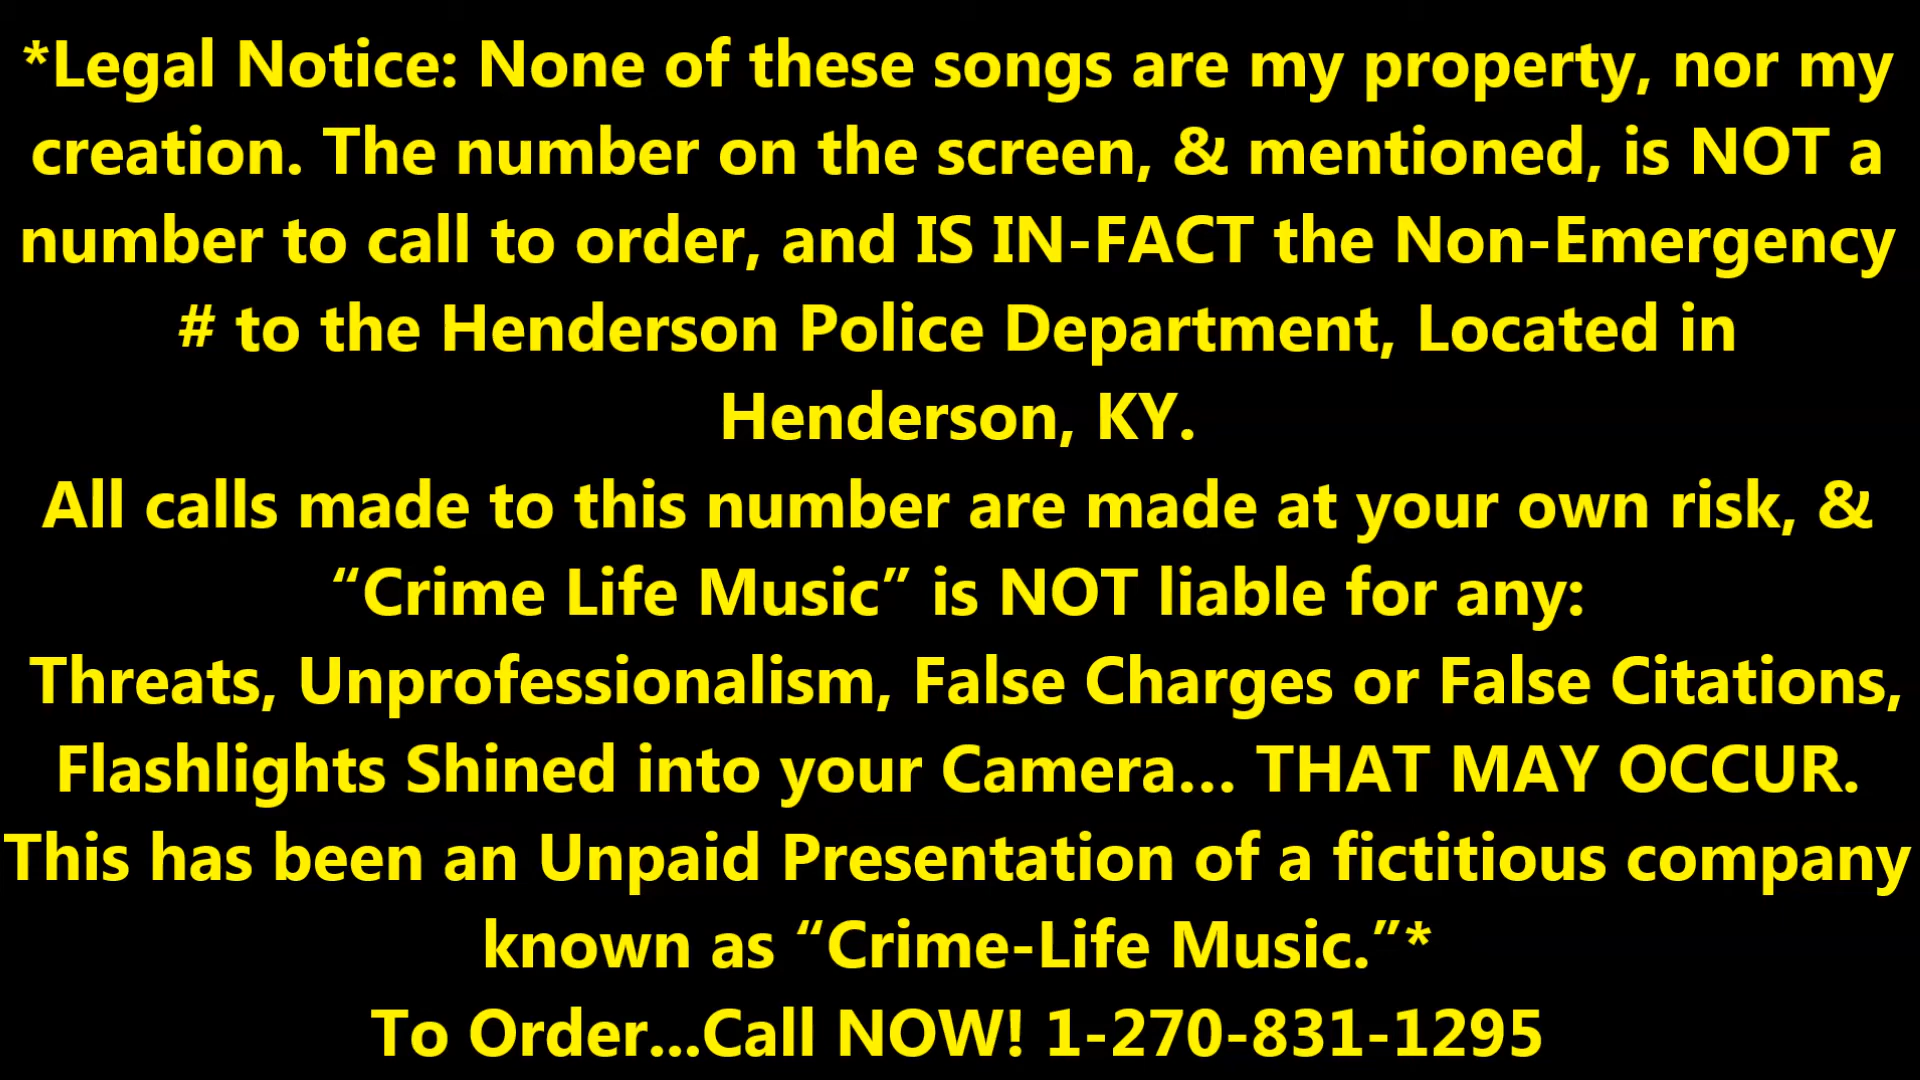 *Legal Notice: None of these songs are my property, nor my
creation. The number on the screen, & mentioned, is NOT a
number to call to order, and IS IN-FACT the Non-Emergency
# to the Henderson Police Department, Located in
Henderson, KY.
All calls made to this number are made at your own risk, &
“Crime Life Music” is NOT liable for any:
Threats, Unprofessionalism, False Charges or False Citations,
Flashlights Shined into your Camera... THAT MAY OCCUR.
This has been an Unpaid Presentation of a fictitious company
known as “Crime-Life Music.”*
To Order...Call NOW! 1-270-831-1295